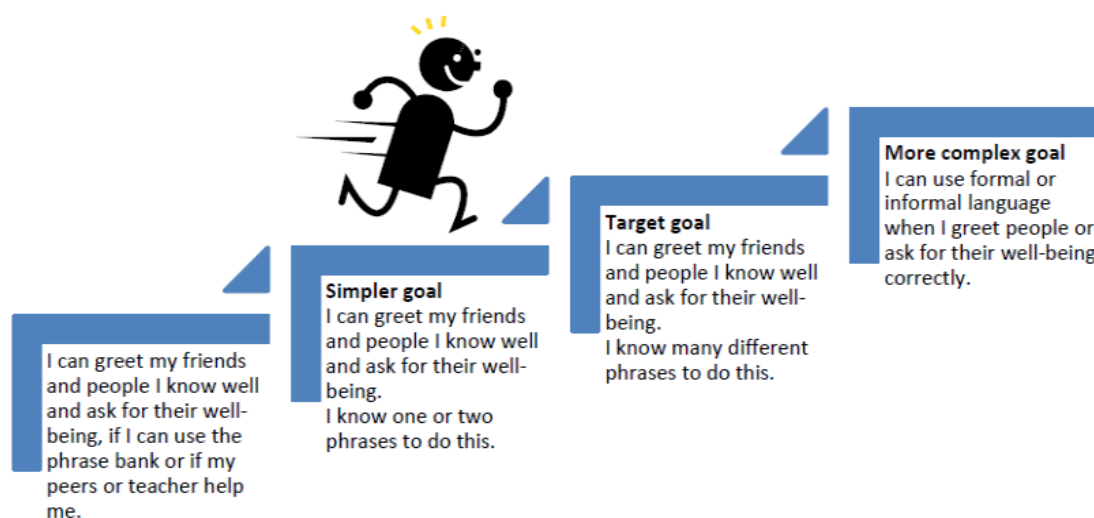 I can greet my friends
and people I know well
and ask for their well-
being, if I can use the
phrase bank or if my
peers or teacher help
me.
Simpler goal
I can greet my friends
and people I know well
and ask for their well-
being.
I know one or two
phrases to do this.
Target goal
I can greet my friends
and people I know well
and ask for their well-
being.
I know many different
phrases to do this.
More complex goal
I can use formal or
informal language
when I greet people or
ask for their well-being
correctly.